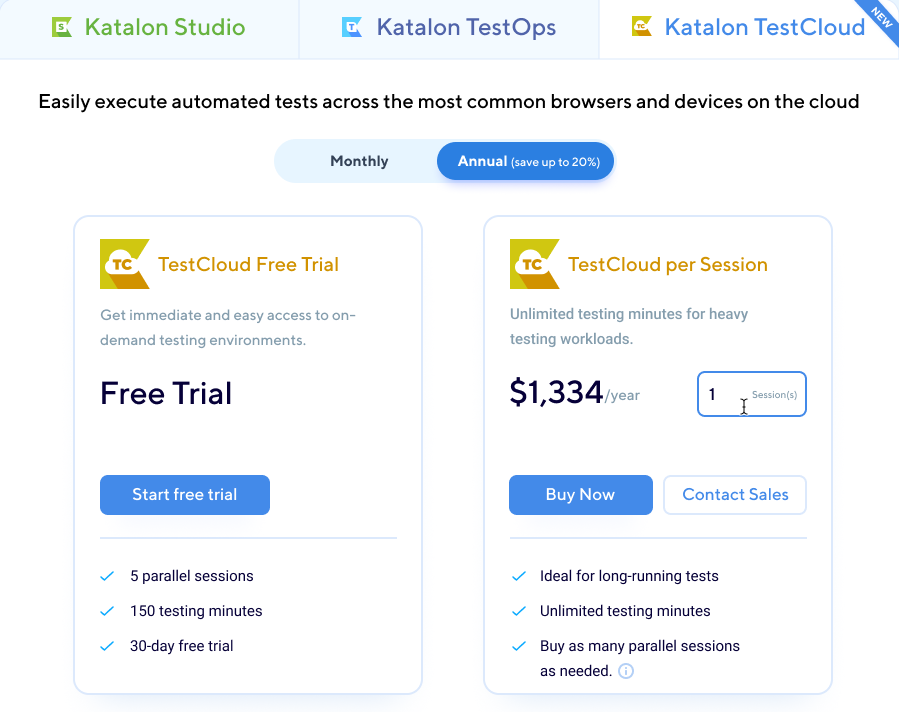 S Katalon Studio
T Katalon TestOps
TC Katalon TestCloud
NEW
Easily execute automated tests across the most common browsers and devices on the cloud
Monthly
Annual (save up to 20%)
TC TestCloud Free Trial
Get immediate and easy access to on-
demand testing environments.
Free Trial
Start free trial
5 parallel sessions
150 testing minutes
30-day free trial
TC TestCloud per Session
Unlimited testing minutes for heavy
testing workloads.
$1,334/year
1 Session(s)
Buy Now
Contact Sales
Ideal for long-running tests
Unlimited testing minutes
Buy as many parallel sessions
as needed.